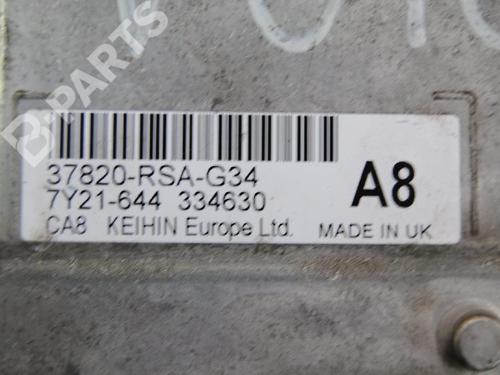 B-PARTS
37820-RSA-G34
7Y21-644 334630
A8
CA8 KEIHIN Europe Ltd. MADE IN UK